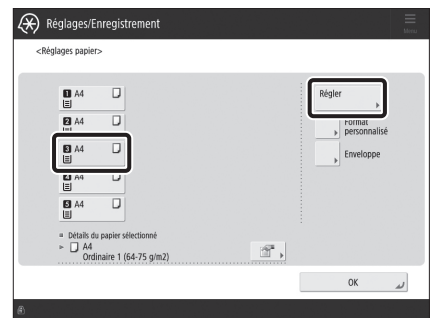 Réglages/Enregistrement
Menu
<Réglages papier>
1 A4
2 A4
3 A4
4 A4
5 A4
Régler
Format personnalisé
Enveloppe
Détails du papier sélectionné
A4
Ordinaire 1 (64-75 g/m2)
OK